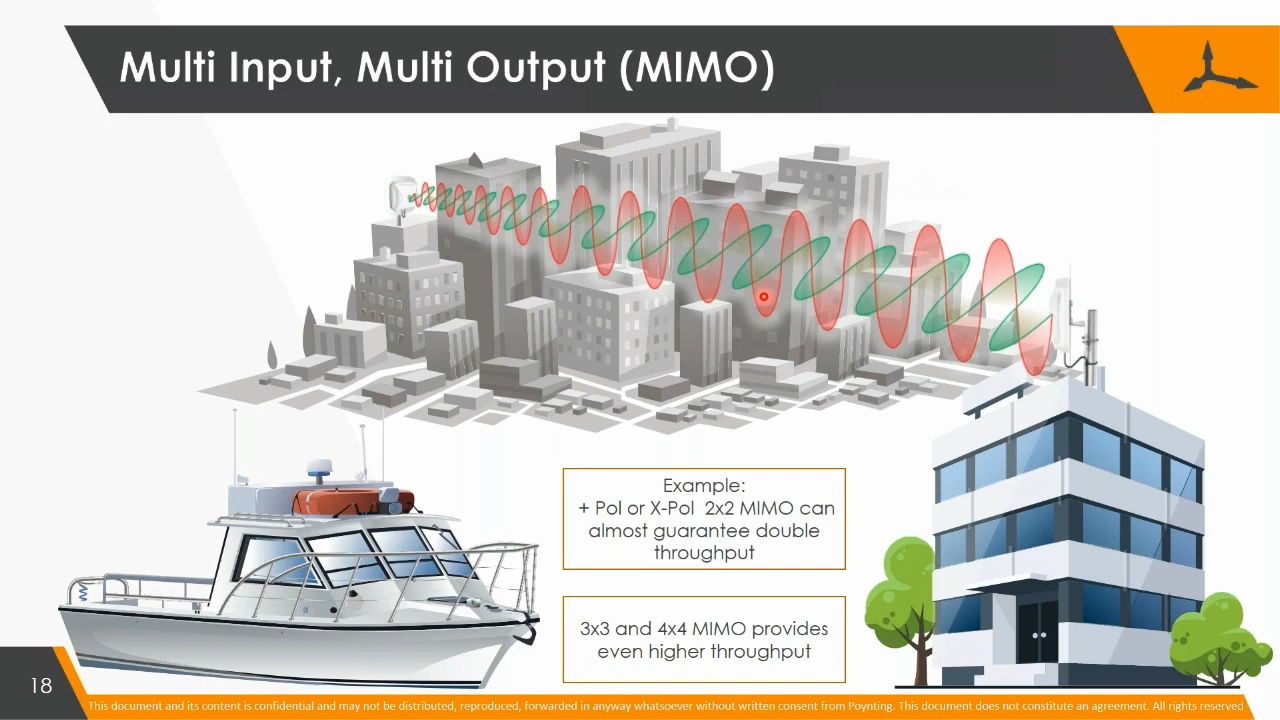 Multi Input, Multi Output (MIMO)
Example:
+ Pol or X-Pol 2x2 MIMO can
almost guarantee double
throughput
3x3 and 4x4 MIMO provides
even higher throughput
18
This document and its content is confidential and may not be distributed, reproduced, forwarded in anyway whatsoever without written consent from Poynting. This document does not constitute an agreement. All rights reserved